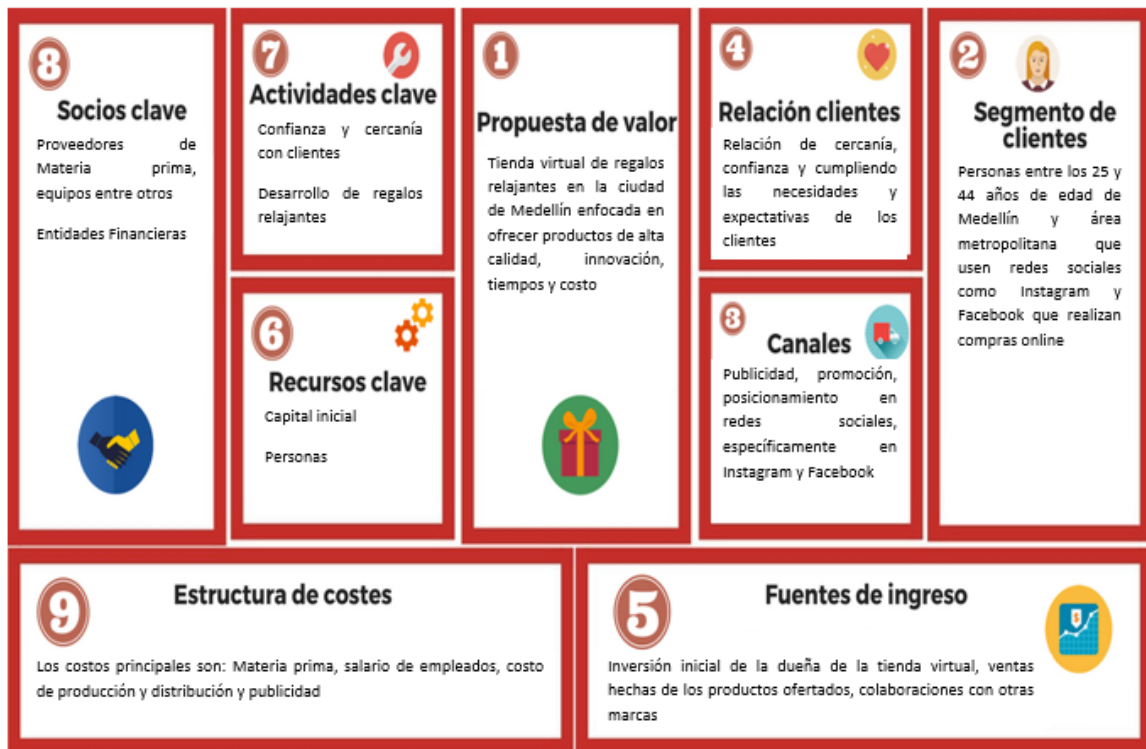 8
Socios clave
Proveedores de
Materia prima,
equipos entre otros
Entidades Financieras
7
Actividades clave
Confianza y cercanía
con clientes
Desarrollo de regalos
relajantes
6
Recursos clave
Capital inicial
Personas
1
Propuesta de valor
Tienda virtual de regalos
relajantes en la ciudad
de Medellín enfocada en
ofrecer productos de alta
calidad, innovación,
tiempos y costo
4
Relación clientes
Relación de cercanía,
confianza y cumpliendo
las necesidades y
expectativas de los
clientes
3
Canales
Publicidad, promoción,
posicionamiento en
redes sociales,
específicamente en
Instagram y Facebook
2
Segmento de
clientes
Personas entre los 25 y
44 años de edad de
Medellín y área
metropolitana que
usen redes sociales
como Instagram y
Facebook que realizan
compras online
9
Estructura de costes
Los costos principales son: Materia prima, salario de empleados, costo
de producción y distribución y publicidad
5
Fuentes de ingreso
Inversión inicial de la dueña de la tienda virtual, ventas
hechas de los productos ofertados, colaboraciones con otras
marcas